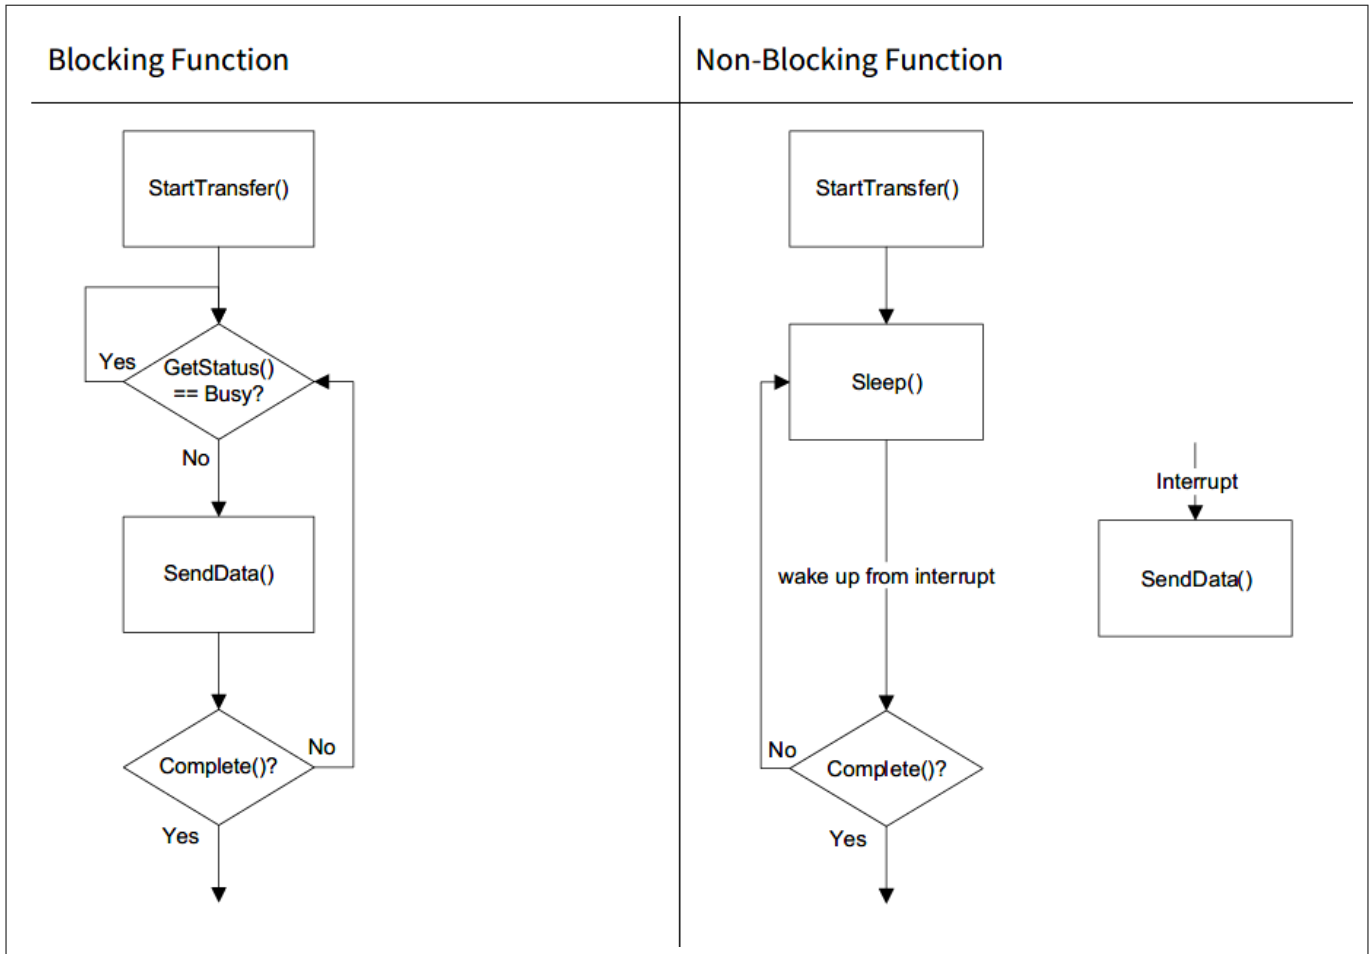 Blocking Function
StartTransfer()
Yes
GetStatus()
== Busy?
No
SendData()
No
Complete()?
Yes
Non-Blocking Function
StartTransfer()
Sleep()
Interrupt
wake up from interrupt
SendData()
No
Complete()?
Yes